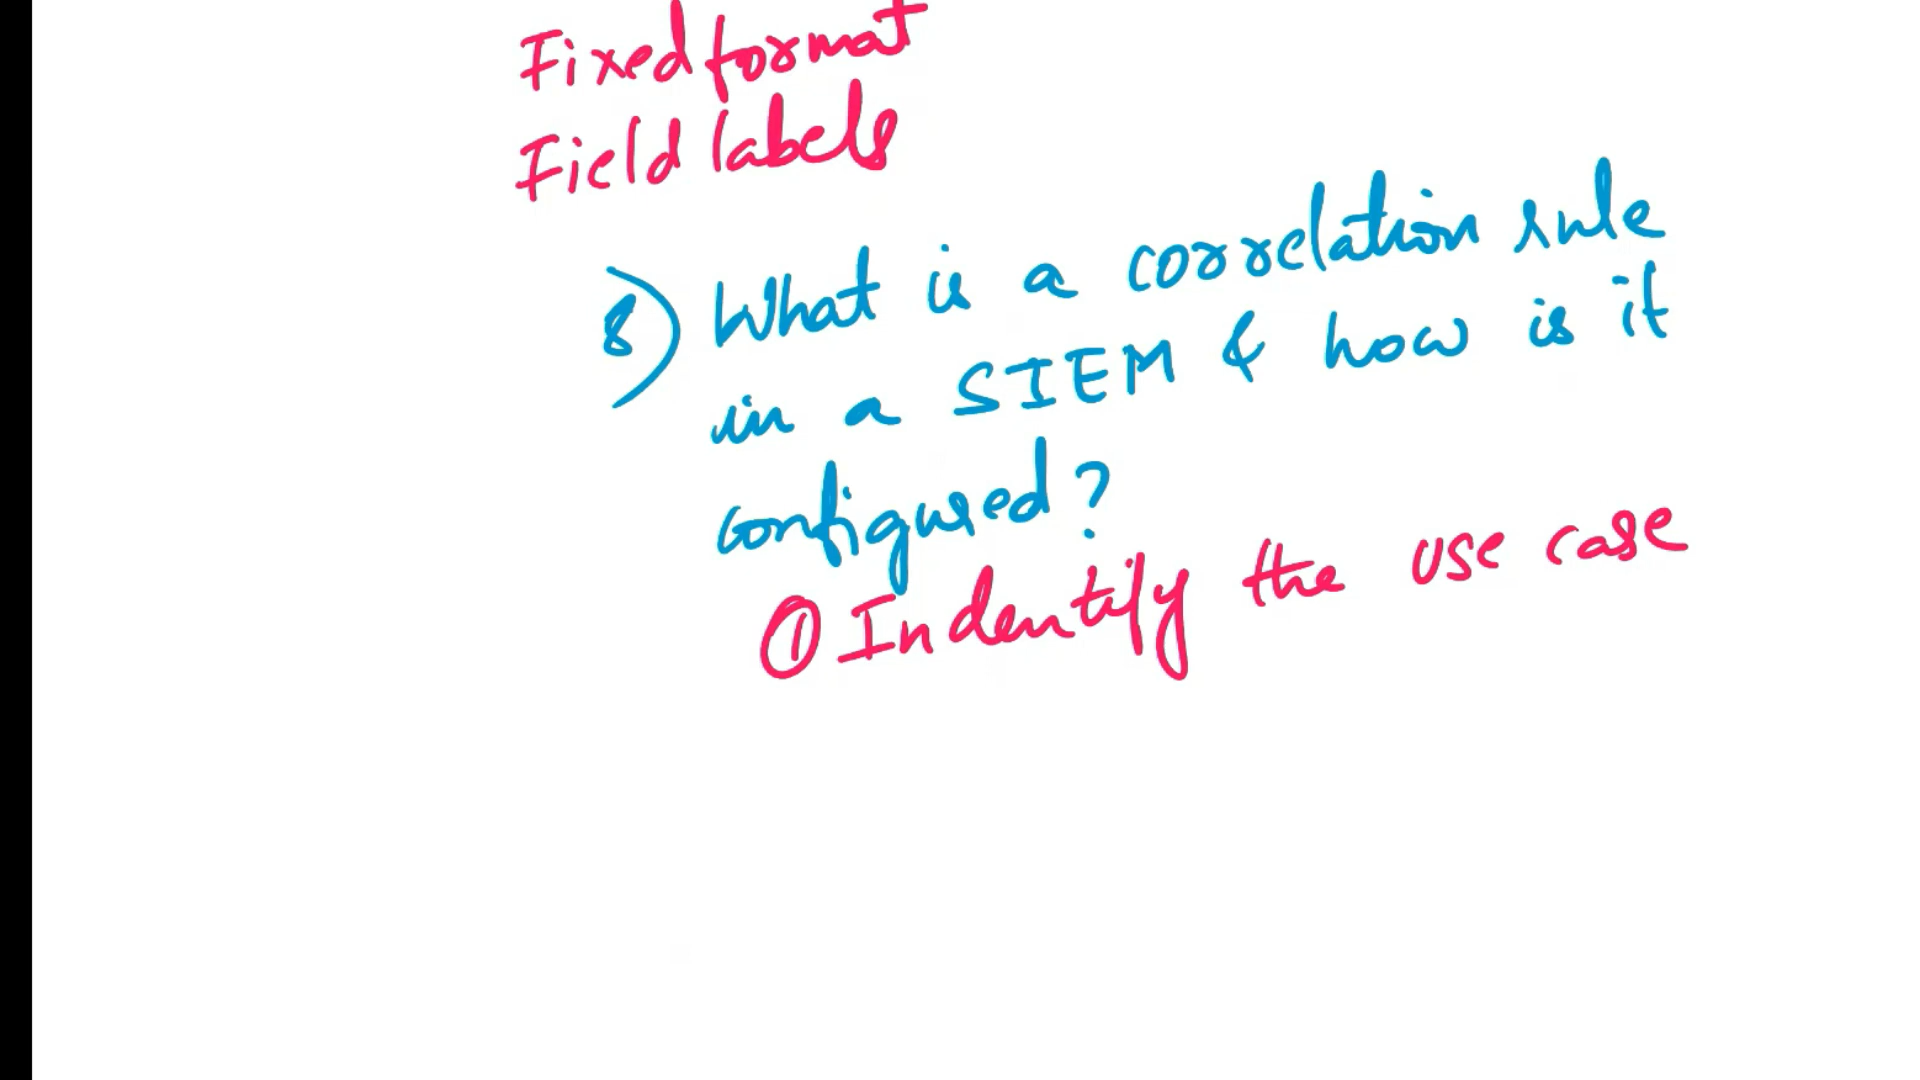 Fixed format
Field labels
8) What is a correlation rule
in a SIEM & how is it
configured?
① Indentify the use case